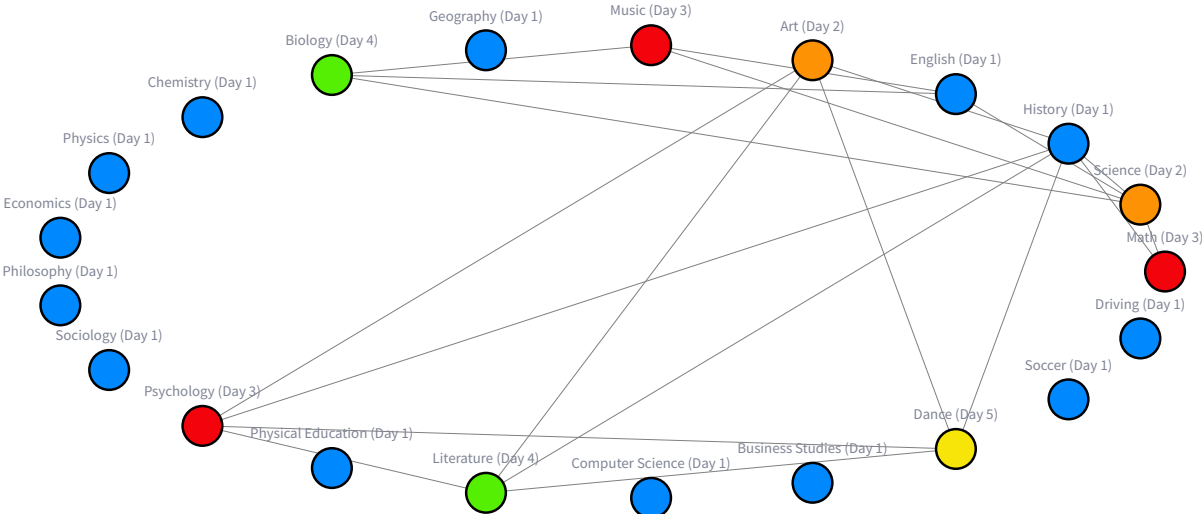 Music (Day 3)
Geography (Day 1)
Art (Day 2)
Biology (Day 4)
English (Day 1)
Chemistry (Day 1)
History (Day 1)
Physics (Day 1)
Science (Day 2)
Economics (Day 1)
Math (Day 3)
Philosophy (Day 1)
Driving (Day 1)
Sociology (Day 1)
Soccer (Day 1)
Psychology (Day 3)
Dance (Day 5)
Physical Education (Day 1)
Business Studies (Day 1)
Literature (Day 4)
Computer Science (Day 1)